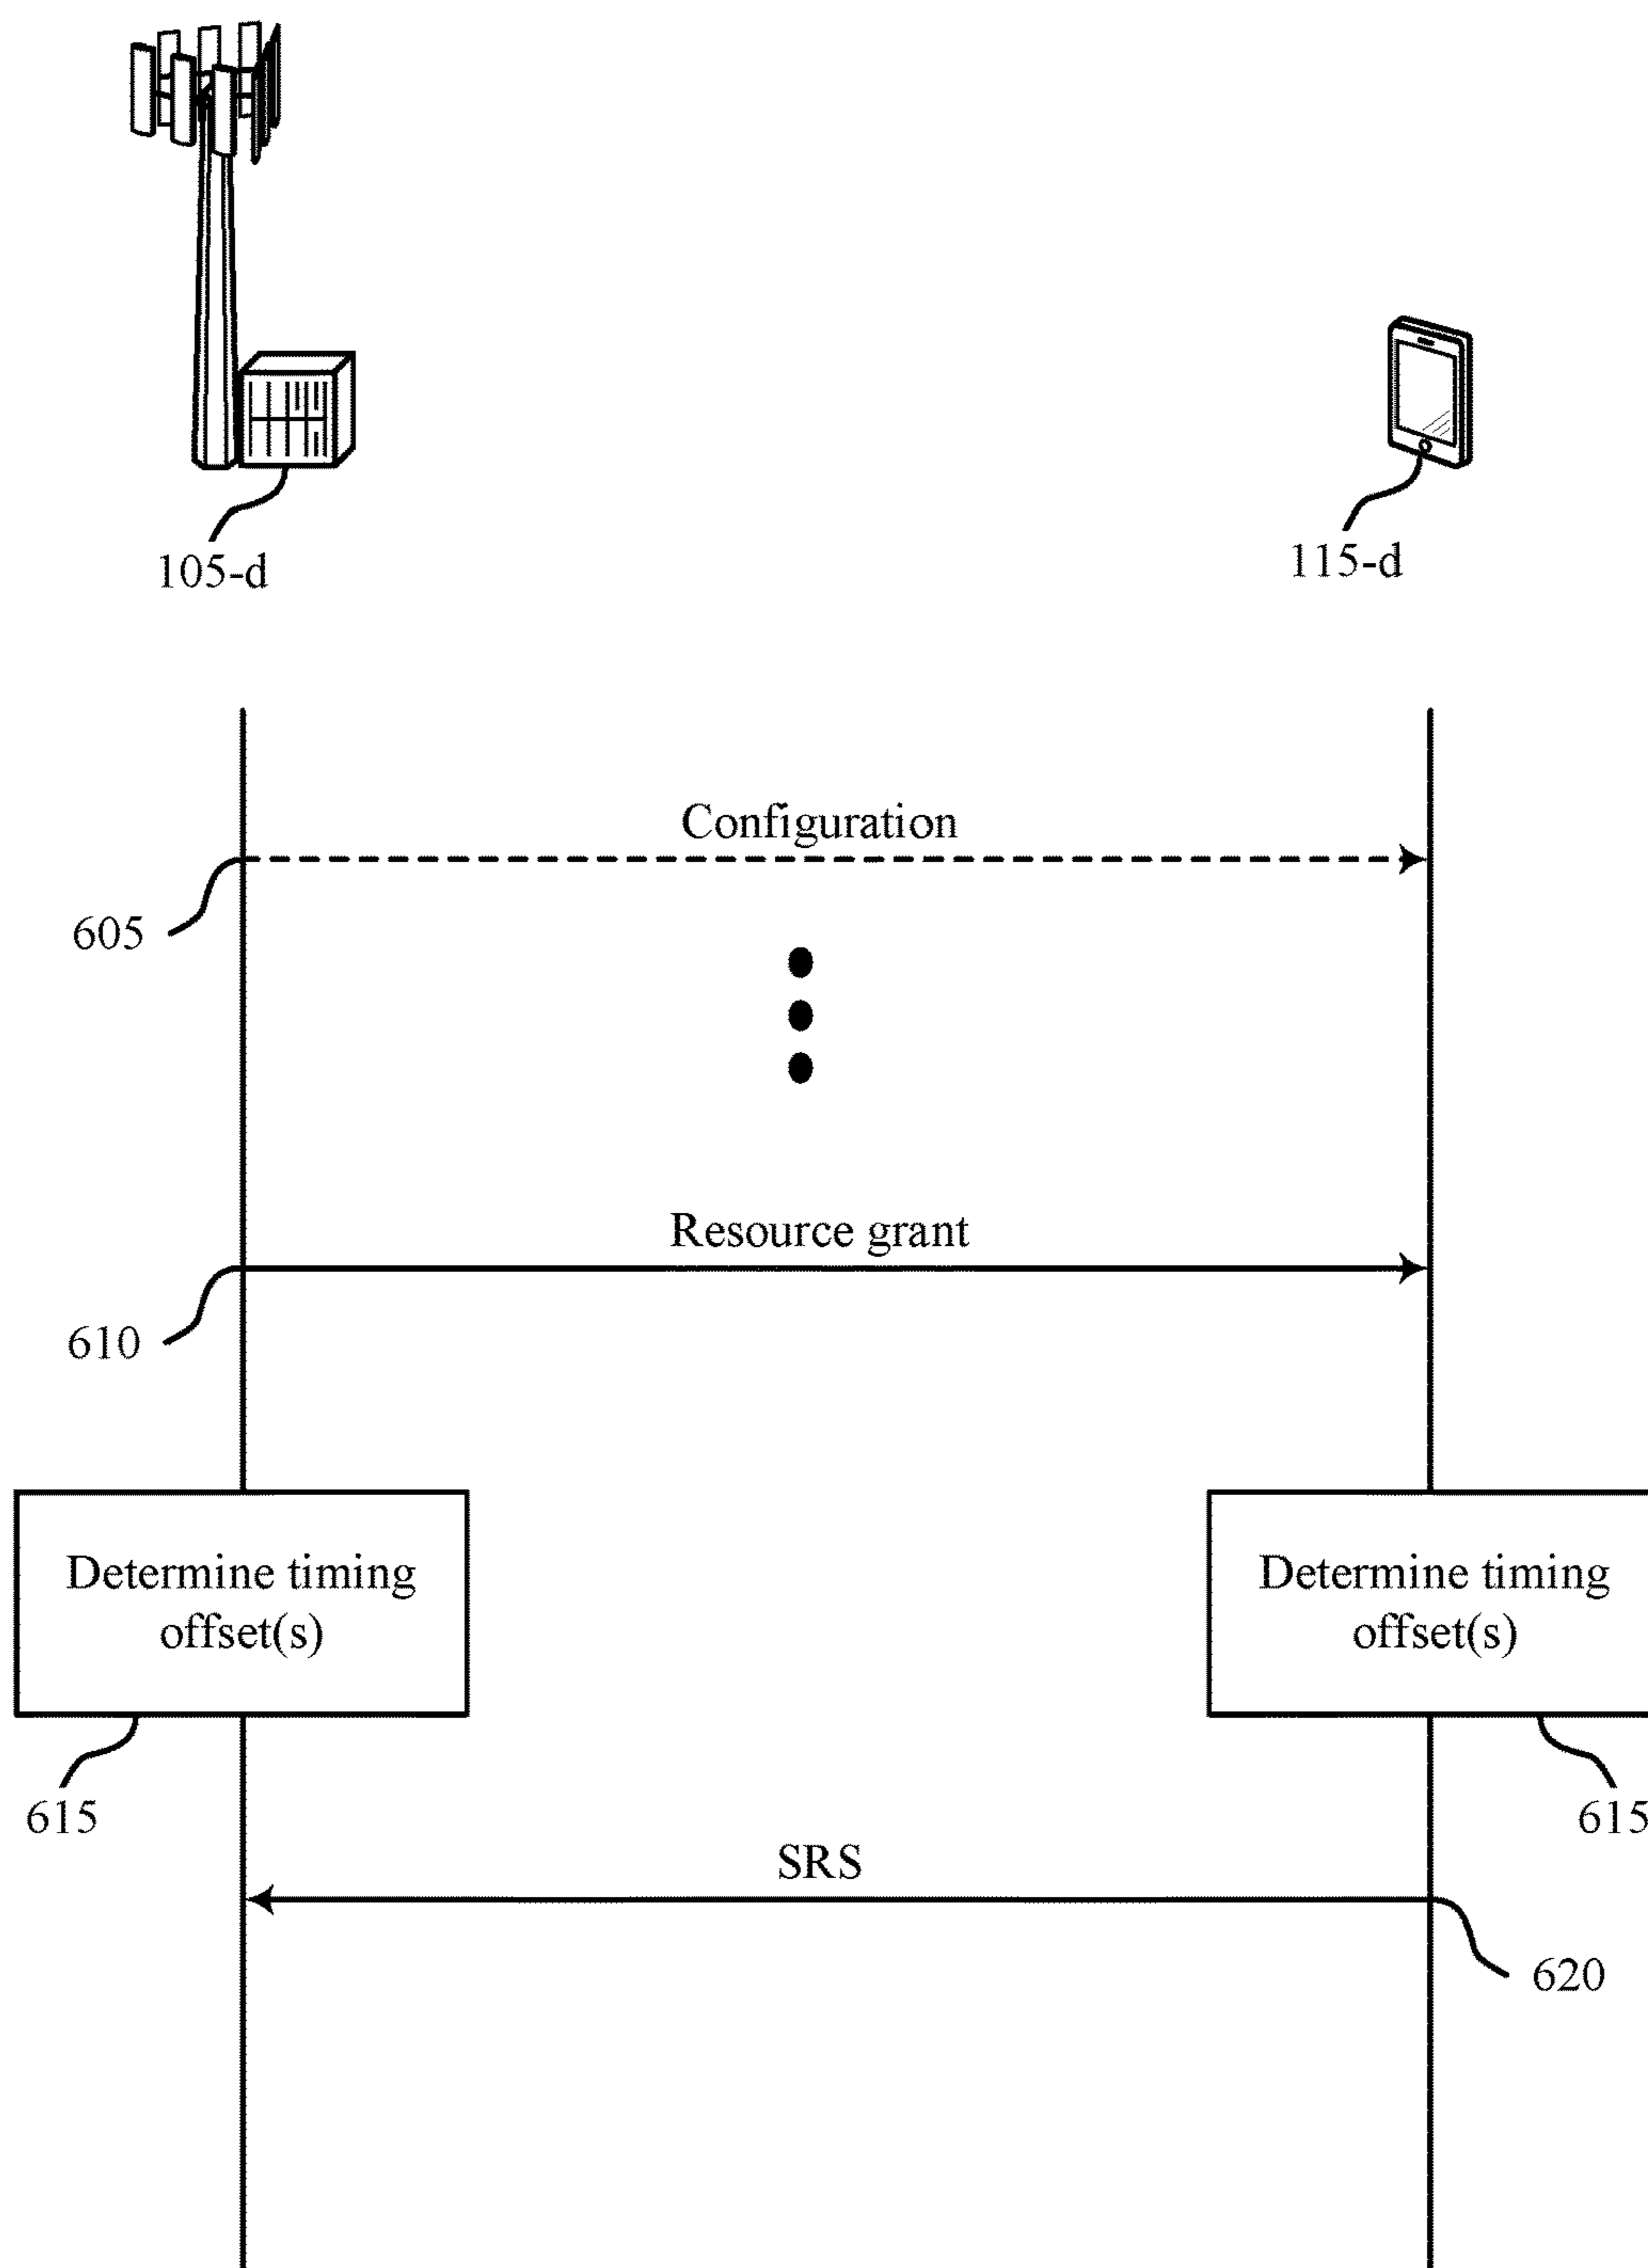 105-d
115-d
Configuration
605
Resource grant
610
Determine timing
offset(s)
Determine timing
offset(s)
615
615
SRS
620